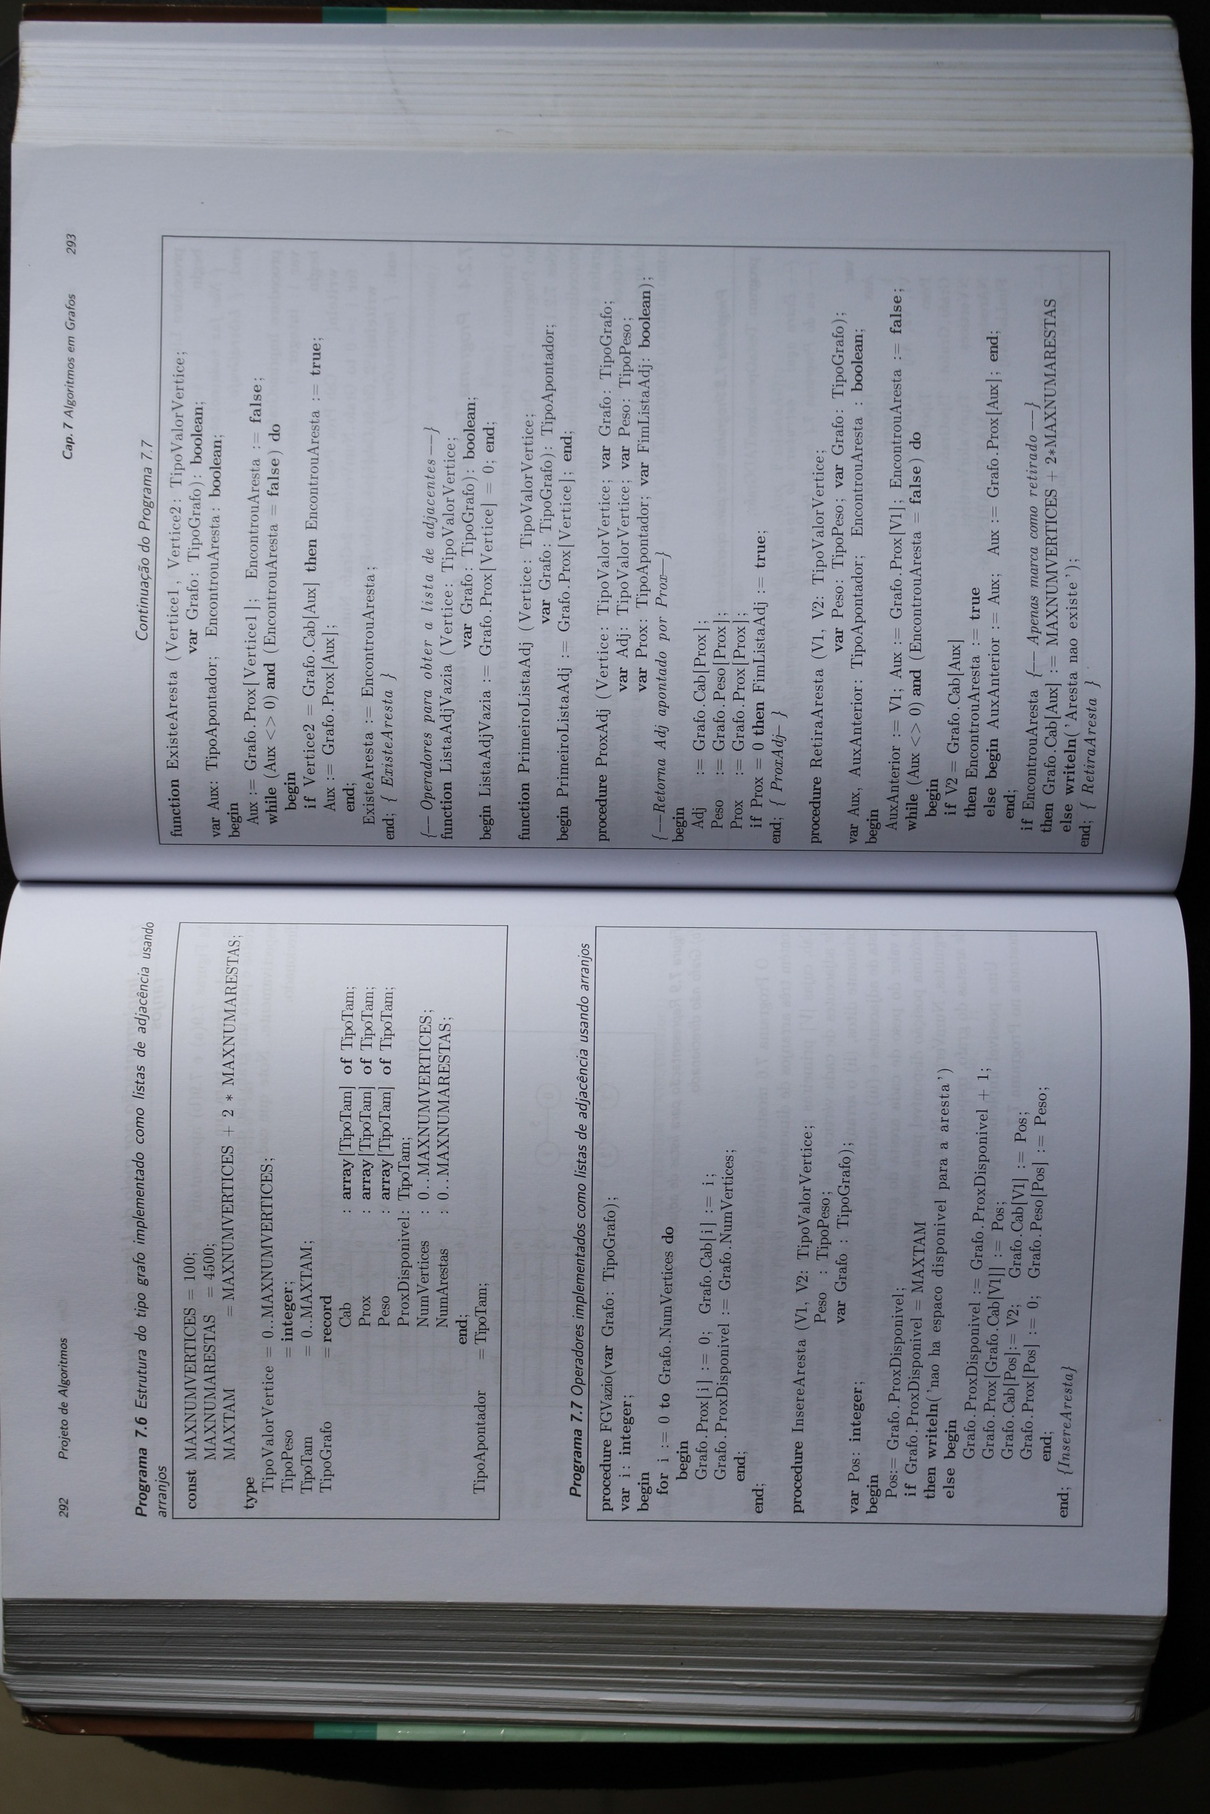 292 Projeto de Algoritmos
Programa 7.6 Estrutura do tipo grafo implementado como listas de adjacência usando
arranjos
const MAXNUMVERTICES = 100;
MAXNUMARESTAS = 4500;
MAXTAM = MAXNUMVERTICES + 2 * MAXNUMARESTAS;
type
TipoValorVertice = 0..MAXNUMVERTICES;
TipoPeso = integer;
TipoTam = 0..MAXTAM;
TipoGrafo = record
Cab : array[TipoTam] of TipoTam;
Prox : array[TipoTam] of TipoTam;
Peso : array[TipoTam] of TipoTam;
ProxDisponivel: TipoTam;
NumVertices : 0..MAXNUMVERTICES;
NumArestas : 0..MAXNUMARESTAS;
end;
TipoApontador = TipoTam;
Programa 7.7 Operadores implementados como listas de adjacência usando arranjos
procedure FGVazio(var Grafo: TipoGrafo);
var i: integer;
begin
for i := 0 to Grafo.NumVertices do
begin
Grafo.Prox[i] := 0; Grafo.Cab[i] := i;
Grafo.ProxDisponivel := Grafo.NumVertices;
end;
end;
procedure InsereAresta (V1, V2: TipoValorVertice;
Peso : TipoPeso;
var Grafo : TipoGrafo);
var Pos: integer;
begin
Pos:= Grafo.ProxDisponivel;
if Grafo.ProxDisponivel = MAXTAM
then writeln('nao ha espaco disponivel para a aresta')
else begin
Grafo.ProxDisponivel := Grafo.ProxDisponivel + 1;
Grafo.Prox[Grafo.Cab[V1]] := Pos;
Grafo.Cab[Pos]:= V2; Grafo.Cab[V1] := Pos;
Grafo.Prox[Pos] := 0; Grafo.Peso[Pos] := Peso;
end;
end; {InsereAresta}
Cap. 7 Algoritmos em Grafos 293
Continuação do Programa 7.7
function ExisteAresta (Vertice1, Vertice2: TipoValorVertice;
var Grafo: TipoGrafo): boolean;
var Aux: TipoApontador; EncontrouAresta: boolean;
begin
Aux := Grafo.Prox[Vertice1]; EncontrouAresta := false;
while (Aux <> 0) and (EncontrouAresta = false) do
begin
if Vertice2 = Grafo.Cab[Aux] then EncontrouAresta := true;
Aux := Grafo.Prox[Aux];
end;
ExisteAresta := EncontrouAresta;
end; { ExisteAresta }
{-- Operadores para obter a lista de adjacentes --}
function ListaAdjVazia (Vertice: TipoValorVertice;
var Grafo: TipoGrafo): boolean;
begin ListaAdjVazia := Grafo.Prox[Vertice] = 0; end;
function PrimeiroListaAdj (Vertice: TipoValorVertice;
var Grafo: TipoGrafo): TipoApontador;
begin PrimeiroListaAdj := Grafo.Prox[Vertice]; end;
procedure ProxAdj (Vertice: TipoValorVertice; var Grafo: TipoGrafo;
var Adj: TipoValorVertice; var Peso: TipoPeso;
var Prox: TipoApontador; var FimListaAdj: boolean);
{--Retorna Adj apontado por Prox--}
begin
Adj := Grafo.Cab[Prox];
Peso := Grafo.Peso[Prox];
Prox := Grafo.Prox[Prox];
if Prox = 0 then FimListaAdj := true;
end; { ProxAdj- }
procedure RetiraAresta (V1, V2: TipoValorVertice;
var Peso: TipoPeso; var Grafo: TipoGrafo);
var Aux, AuxAnterior: TipoApontador; EncontrouAresta : boolean;
begin
AuxAnterior := V1; Aux := Grafo.Prox[V1]; EncontrouAresta := false;
while (Aux <> 0) and (EncontrouAresta = false) do
begin
if V2 = Grafo.Cab[Aux]
then EncontrouAresta := true
else begin AuxAnterior := Aux; Aux := Grafo.Prox[Aux]; end;
end;
if EncontrouAresta {-- Apenas marca como retirado --}
then Grafo.Cab[Aux] := MAXNUMVERTICES + 2*MAXNUMARESTAS
else writeln('Aresta nao existe');
end; { RetiraAresta }